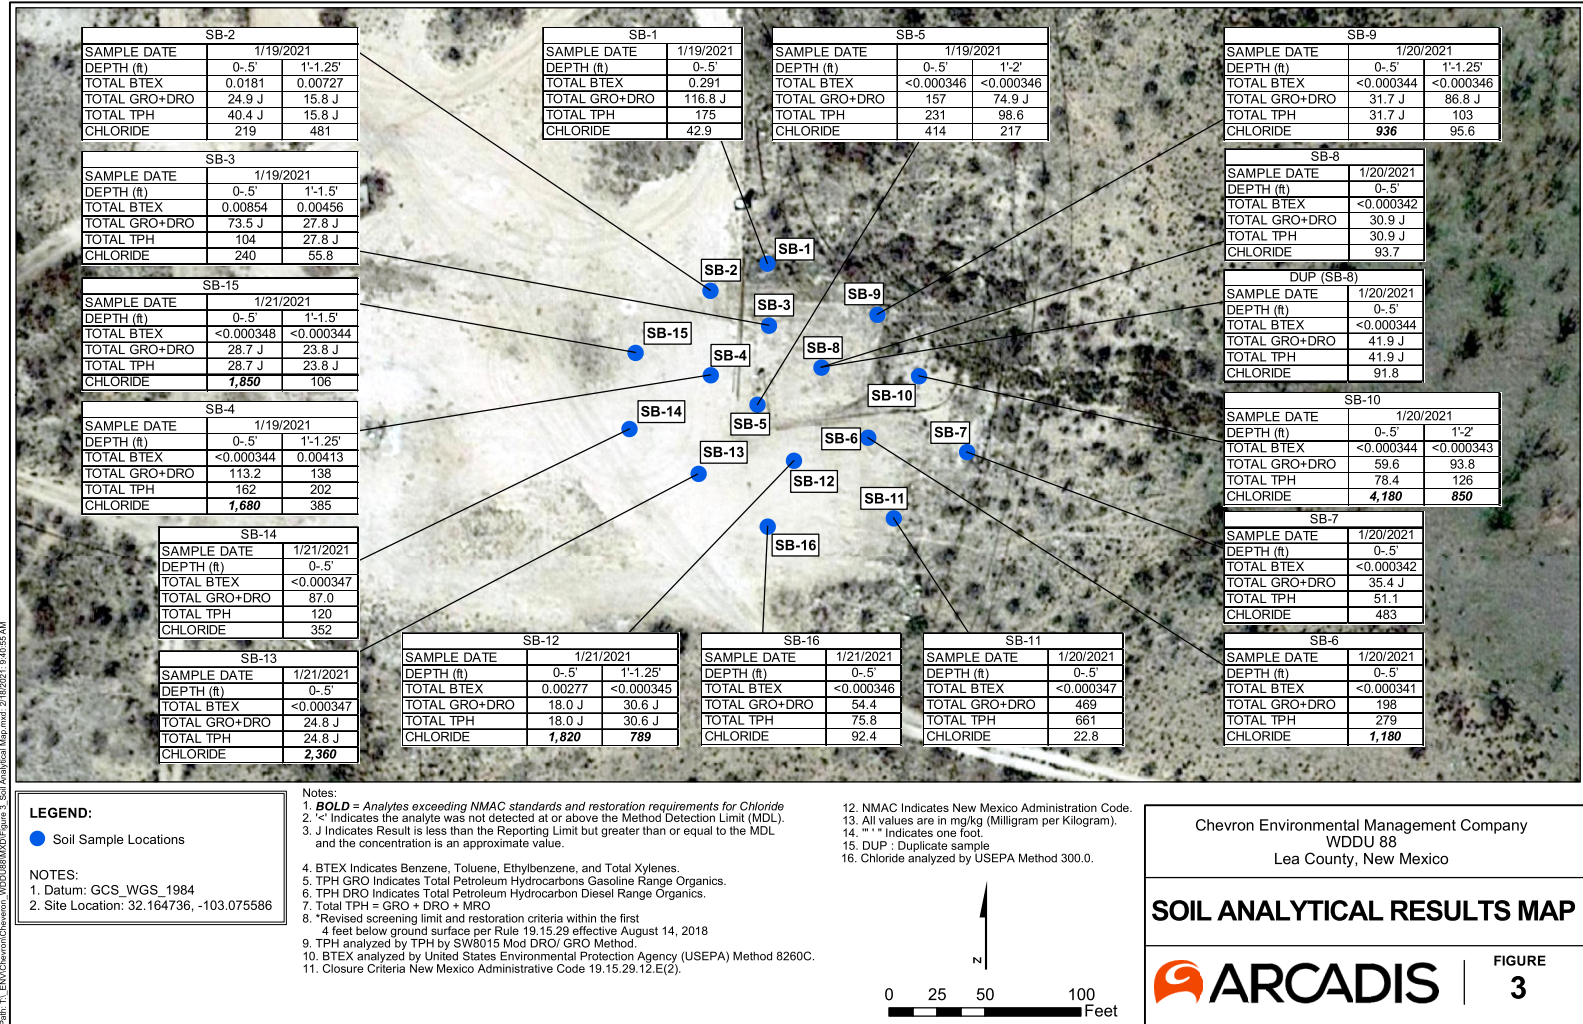 SB-2
SAMPLE DATE 1/19/2021
DEPTH (ft) 0-.5' 1'-1.25'
TOTAL BTEX 0.0181 0.00727
TOTAL GRO+DRO 24.9 J 15.8 J
TOTAL TPH 40.4 J 15.8 J
CHLORIDE 219 481
SB-1
SAMPLE DATE 1/19/2021
DEPTH (ft) 0-.5'
TOTAL BTEX 0.291
TOTAL GRO+DRO 116.8 J
TOTAL TPH 175
CHLORIDE 42.9
SB-5
SAMPLE DATE 1/19/2021
DEPTH (ft) 0-.5' 1'-2'
TOTAL BTEX <0.000346 <0.000346
TOTAL GRO+DRO 157 74.9 J
TOTAL TPH 231 98.6
CHLORIDE 414 217
SB-9
SAMPLE DATE 1/20/2021
DEPTH (ft) 0-.5' 1'-1.25'
TOTAL BTEX <0.000344 <0.000346
TOTAL GRO+DRO 31.7 J 86.8 J
TOTAL TPH 31.7 J 103
CHLORIDE 936 95.6
SB-3
SAMPLE DATE 1/19/2021
DEPTH (ft) 0-.5' 1'-1.5'
TOTAL BTEX 0.00854 0.00456
TOTAL GRO+DRO 73.5 J 27.8 J
TOTAL TPH 104 27.8 J
CHLORIDE 240 55.8
SB-8
SAMPLE DATE 1/20/2021
DEPTH (ft) 0-.5'
TOTAL BTEX <0.000342
TOTAL GRO+DRO 30.9 J
TOTAL TPH 30.9 J
CHLORIDE 93.7
SB-15
SAMPLE DATE 1/21/2021
DEPTH (ft) 0-.5' 1'-1.5'
TOTAL BTEX <0.000348 <0.000344
TOTAL GRO+DRO 28.7 J 23.8 J
TOTAL TPH 28.7 J 23.8 J
CHLORIDE 1,850 106
DUP (SB-8)
SAMPLE DATE 1/20/2021
DEPTH (ft) 0-.5'
TOTAL BTEX <0.000344
TOTAL GRO+DRO 41.9 J
TOTAL TPH 41.9 J
CHLORIDE 91.8
SB-4
SAMPLE DATE 1/19/2021
DEPTH (ft) 0-.5' 1'-1.25'
TOTAL BTEX <0.000344 0.00413
TOTAL GRO+DRO 113.2 138
TOTAL TPH 162 202
CHLORIDE 1,680 385
SB-10
SAMPLE DATE 1/20/2021
DEPTH (ft) 0-.5' 1'-2'
TOTAL BTEX <0.000344 <0.000343
TOTAL GRO+DRO 59.6 93.8
TOTAL TPH 78.4 126
CHLORIDE 4,180 850
SB-14
SAMPLE DATE 1/21/2021
DEPTH (ft) 0-.5'
TOTAL BTEX <0.000347
TOTAL GRO+DRO 87.0
TOTAL TPH 120
CHLORIDE 352
SB-7
SAMPLE DATE 1/20/2021
DEPTH (ft) 0-.5'
TOTAL BTEX <0.000342
TOTAL GRO+DRO 35.4 J
TOTAL TPH 51.1
CHLORIDE 483
SB-13
SAMPLE DATE 1/21/2021
DEPTH (ft) 0-.5'
TOTAL BTEX <0.000347
TOTAL GRO+DRO 24.8 J
TOTAL TPH 24.8 J
CHLORIDE 2,360
SB-12
SAMPLE DATE 1/21/2021
DEPTH (ft) 0-.5' 1'-1.25'
TOTAL BTEX 0.00277 <0.000345
TOTAL GRO+DRO 18.0 J 30.6 J
TOTAL TPH 18.0 J 30.6 J
CHLORIDE 1,820 789
SB-16
SAMPLE DATE 1/21/2021
DEPTH (ft) 0-.5'
TOTAL BTEX <0.000346
TOTAL GRO+DRO 54.4
TOTAL TPH 75.8
CHLORIDE 92.4
SB-11
SAMPLE DATE 1/20/2021
DEPTH (ft) 0-.5'
TOTAL BTEX <0.000347
TOTAL GRO+DRO 469
TOTAL TPH 661
CHLORIDE 22.8
SB-6
SAMPLE DATE 1/20/2021
DEPTH (ft) 0-.5'
TOTAL BTEX <0.000341
TOTAL GRO+DRO 198
TOTAL TPH 279
CHLORIDE 1,180
SB-1
SB-2
SB-3
SB-9
SB-15
SB-4
SB-8
SB-10
SB-14
SB-5
SB-6
SB-7
SB-13
SB-12
SB-11
SB-16
Path: T:\_ENV\Chevron\Cheveron_WDDU88\MXD\Figure 3_Soil Analytical Map.mxd: 2/18/2021: 9:40:55 AM
LEGEND:
Soil Sample Locations
NOTES:
1. Datum: GCS_WGS_1984
2. Site Location: 32.164736, -103.075586
Notes:
1. BOLD = Analytes exceeding NMAC standards and restoration requirements for Chloride
2. '<' Indicates the analyte was not detected at or above the Method Detection Limit (MDL).
3. J Indicates Result is less than the Reporting Limit but greater than or equal to the MDL
and the concentration is an approximate value.
4. BTEX Indicates Benzene, Toluene, Ethylbenzene, and Total Xylenes.
5. TPH GRO Indicates Total Petroleum Hydrocarbons Gasoline Range Organics.
6. TPH DRO Indicates Total Petroleum Hydrocarbon Diesel Range Organics.
7. Total TPH = GRO + DRO + MRO
8. *Revised screening limit and restoration criteria within the first
4 feet below ground surface per Rule 19.15.29 effective August 14, 2018
9. TPH analyzed by TPH by SW8015 Mod DRO/ GRO Method.
10. BTEX analyzed by United States Environmental Protection Agency (USEPA) Method 8260C.
11. Closure Criteria New Mexico Administrative Code 19.15.29.12.E(2).
12. NMAC Indicates New Mexico Administration Code.
13. All values are in mg/kg (Milligram per Kilogram).
14. "' ' " Indicates one foot.
15. DUP : Duplicate sample
16. Chloride analyzed by USEPA Method 300.0.
N
0 25 50 100
Feet
Chevron Environmental Management Company
WDDU 88
Lea County, New Mexico
SOIL ANALYTICAL RESULTS MAP
ARCADIS
FIGURE
3